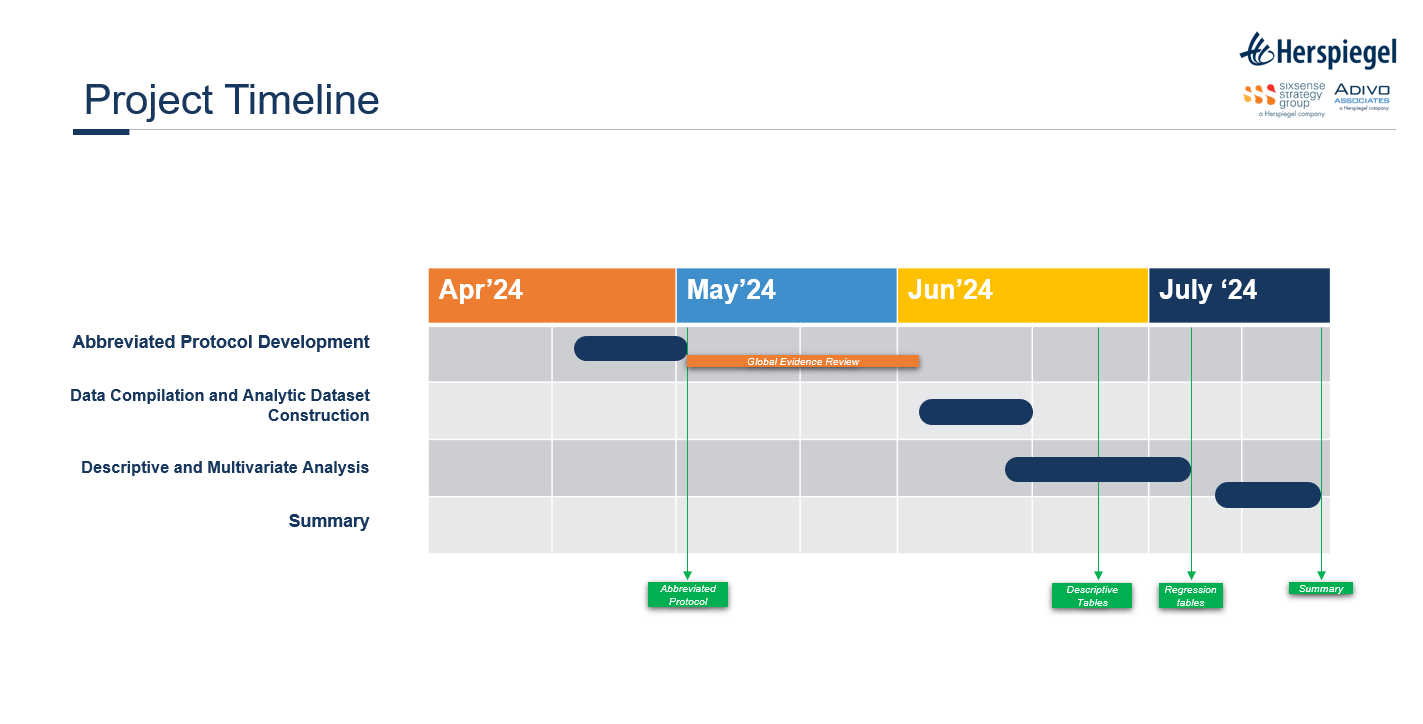 Herspiegel
Project Timeline
sixsense
strategy
group
a Herspiegel company
ADIVO
ASSOCIATES
a Herspiegel company
Apr’24
May’24
Jun’24
July ‘24
Abbreviated Protocol Development
Global Evidence Review
Data Compilation and Analytic Dataset
Construction
Descriptive and Multivariate Analysis
Summary
Abbreviated
Protocol
Descriptive
Tables
Regression
tables
Summary